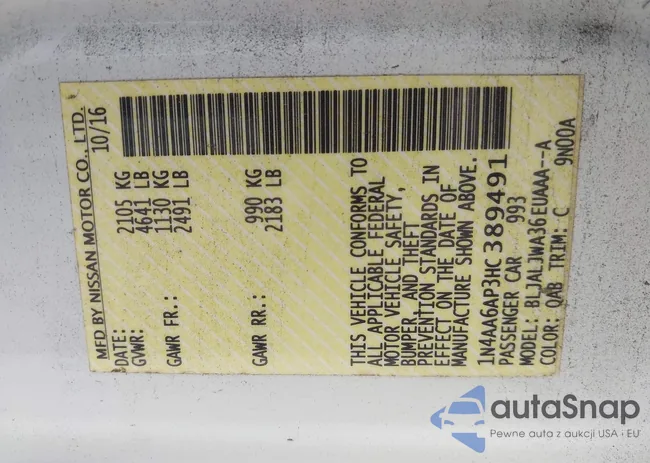 MFD BY NISSAN MOTOR CO., LTD.
DATE: 10/16
GVWR: 2105 KG
4641 LB
GAWR FR.: 1130 KG
2491 LB
GAWR RR.: 990 KG
2183 LB
THIS VEHICLE CONFORMS TO
ALL APPLICABLE FEDERAL
MOTOR VEHICLE SAFETY,
BUMPER, AND THEFT
PREVENTION STANDARDS IN
EFFECT ON THE DATE OF
MANUFACTURE SHOWN ABOVE.
1N4AA6AP3HC389491
PASSENGER CAR 993
MODEL: BLJALJWA36EUAAA--A
COLOR: QAB TRIM: C 9N00A
autaSnap
Pewne auta z aukcji USA i EU